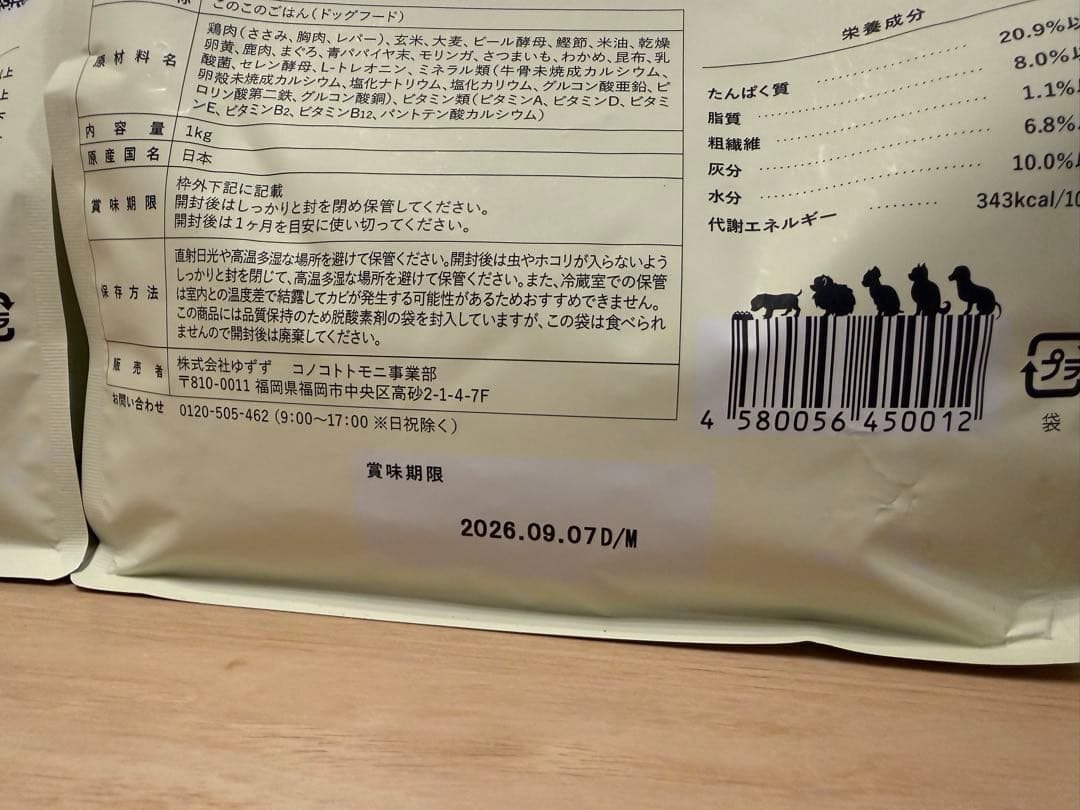 このこのごはん（ドッグフード）
原材料名
鶏肉（ささみ、胸肉、レバー）、玄米、大麦、ビール酵母、鰹節、米油、乾燥
卵黄、鹿肉、まぐろ、青パパイヤ末、モリンガ、さつまいも、わかめ、昆布、乳
酸菌、セレン酵母、L-トレオニン、ミネラル類（牛骨未焼成カルシウム、
卵殻未焼成カルシウム、塩化ナトリウム、塩化カリウム、グルコン酸亜鉛、ピ
ロリン酸第二鉄、グルコン酸銅）、ビタミン類（ビタミンA、ビタミンD、ビタミ
ンE、ビタミンB2、ビタミンB12、パントテン酸カルシウム）
内容量 1kg
原産国名 日本
賞味期限
枠外下記に記載
開封後はしっかりと封を閉め保管してください。
開封後は1ヶ月を目安に使い切ってください。
保存方法
直射日光や高温多湿な場所を避けて保管ください。開封後は虫やホコリが入らないよう
しっかりと封を閉じて、高温多湿な場所を避けて保管ください。また、冷蔵室での保管
は室内との温度差で結露してカビが発生する可能性があるためおすすめできません。
この商品には品質保持のため脱酸素剤の袋を封入していますが、この袋は食べられ
ませんので開封後は廃棄してください。
販売者
株式会社ゆずず コノコトトモニ事業部
〒810-0011 福岡県福岡市中央区高砂2-1-4-7F
お問い合わせ 0120-505-462（9:00〜17:00 ※日祝除く）
賞味期限
2026.09.07D/M
栄養成分
たんぱく質 20.9%以
脂質 8.0%以
粗繊維 1.1%以
灰分 6.8%以
水分 10.0%以
代謝エネルギー 343kcal/10
4 580056 450012
プラ
袋